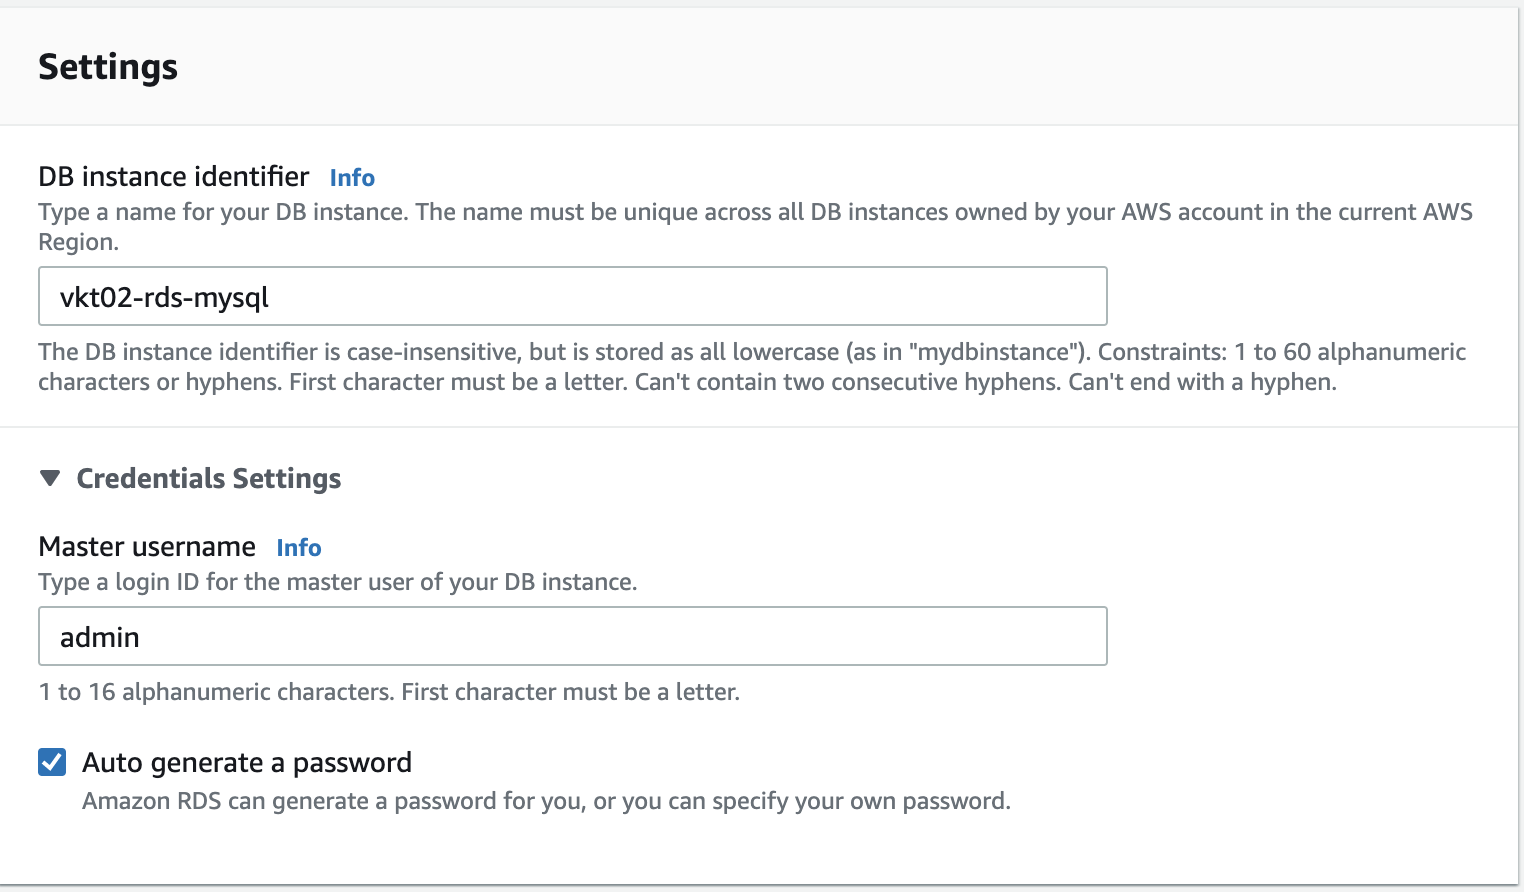 Settings
DB instance identifier Info
Type a name for your DB instance. The name must be unique across all DB instances owned by your AWS account in the current AWS
Region.
vkt02-rds-mysql
The DB instance identifier is case-insensitive, but is stored as all lowercase (as in "mydbinstance"). Constraints: 1 to 60 alphanumeric
characters or hyphens. First character must be a letter. Can't contain two consecutive hyphens. Can't end with a hyphen.
Credentials Settings
Master username Info
Type a login ID for the master user of your DB instance.
admin
1 to 16 alphanumeric characters. First character must be a letter.
Auto generate a password
Amazon RDS can generate a password for you, or you can specify your own password.